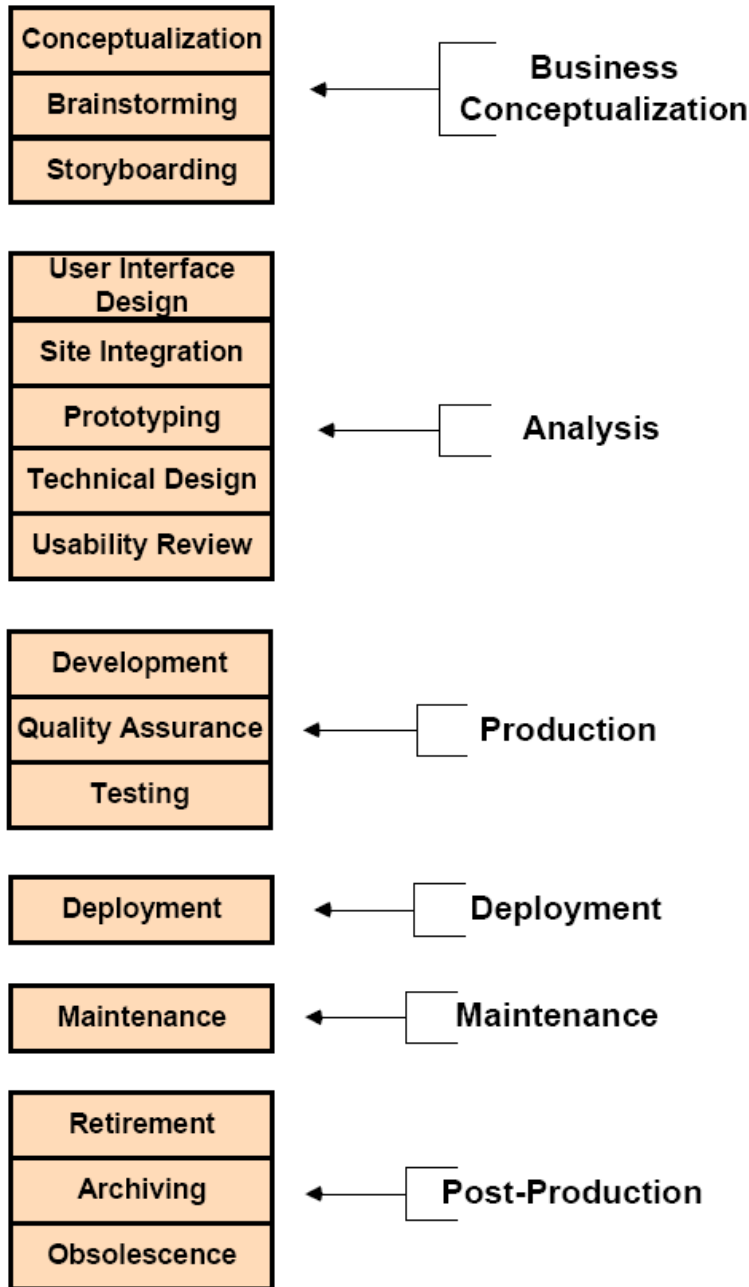 Conceptualization
Brainstorming
Storyboarding
Business
Conceptualization
User Interface
Design
Site Integration
Prototyping
Technical Design
Usability Review
Analysis
Development
Quality Assurance
Testing
Production
Deployment
Deployment
Maintenance
Maintenance
Retirement
Archiving
Obsolescence
Post-Production